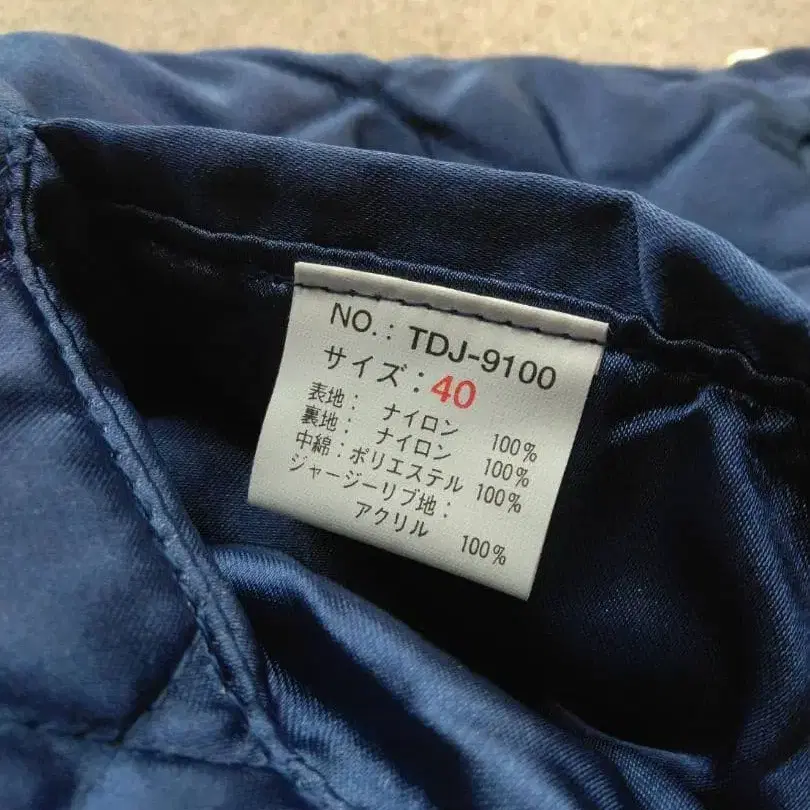 NO.: TDJ-9100
サイズ: 40
表地: ナイロン 100%
裏地: ナイロン 100%
中綿: ポリエステル 100%
ジャージーリブ地:
アクリル 100%